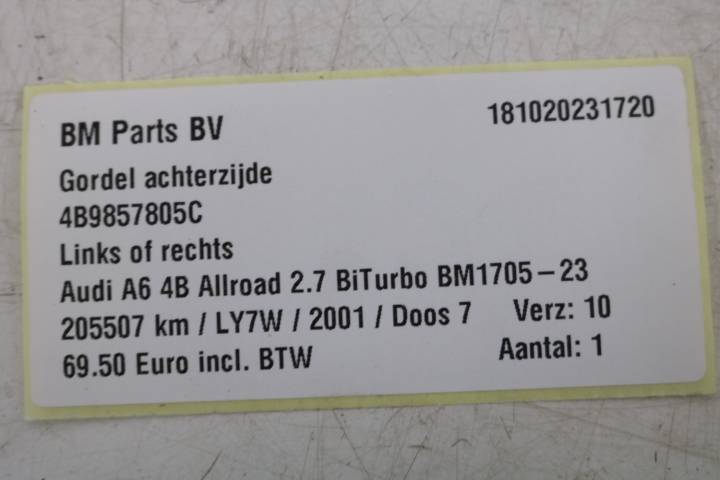 BM Parts BV 181020231720
Gordel achterzijde
4B9857805C
Links of rechts
Audi A6 4B Allroad 2.7 BiTurbo BM1705-23
205507 km / LY7W / 2001 / Doos 7 Verz: 10
69.50 Euro incl. BTW Aantal: 1